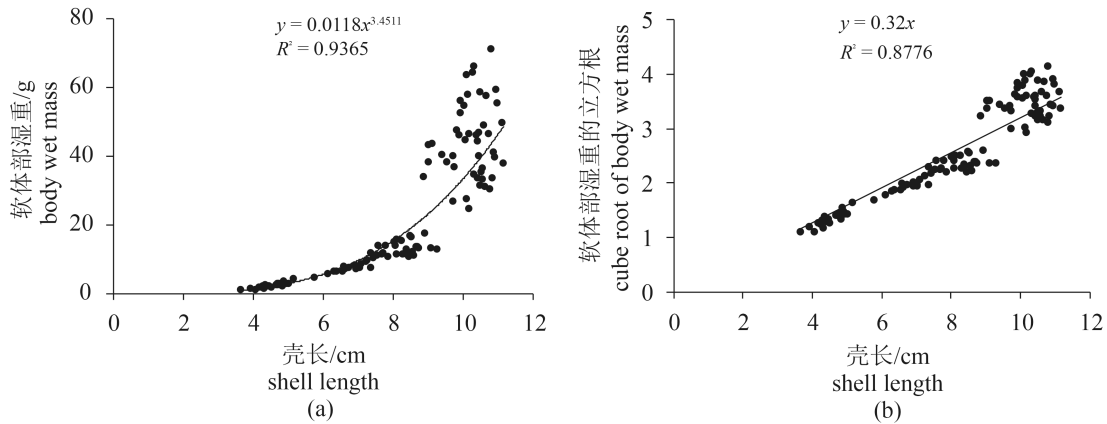 y = 0.0118x^3.4511
R² = 0.9365
80
60
40
20
0
软体部湿重/g
body wet mass
0 2 4 6 8 10 12
壳长/cm
shell length
(a)
y = 0.32x
R² = 0.8776
5
4
3
2
1
0
软体部湿重的立方根
cube root of body wet mass
0 2 4 6 8 10 12
壳长/cm
shell length
(b)